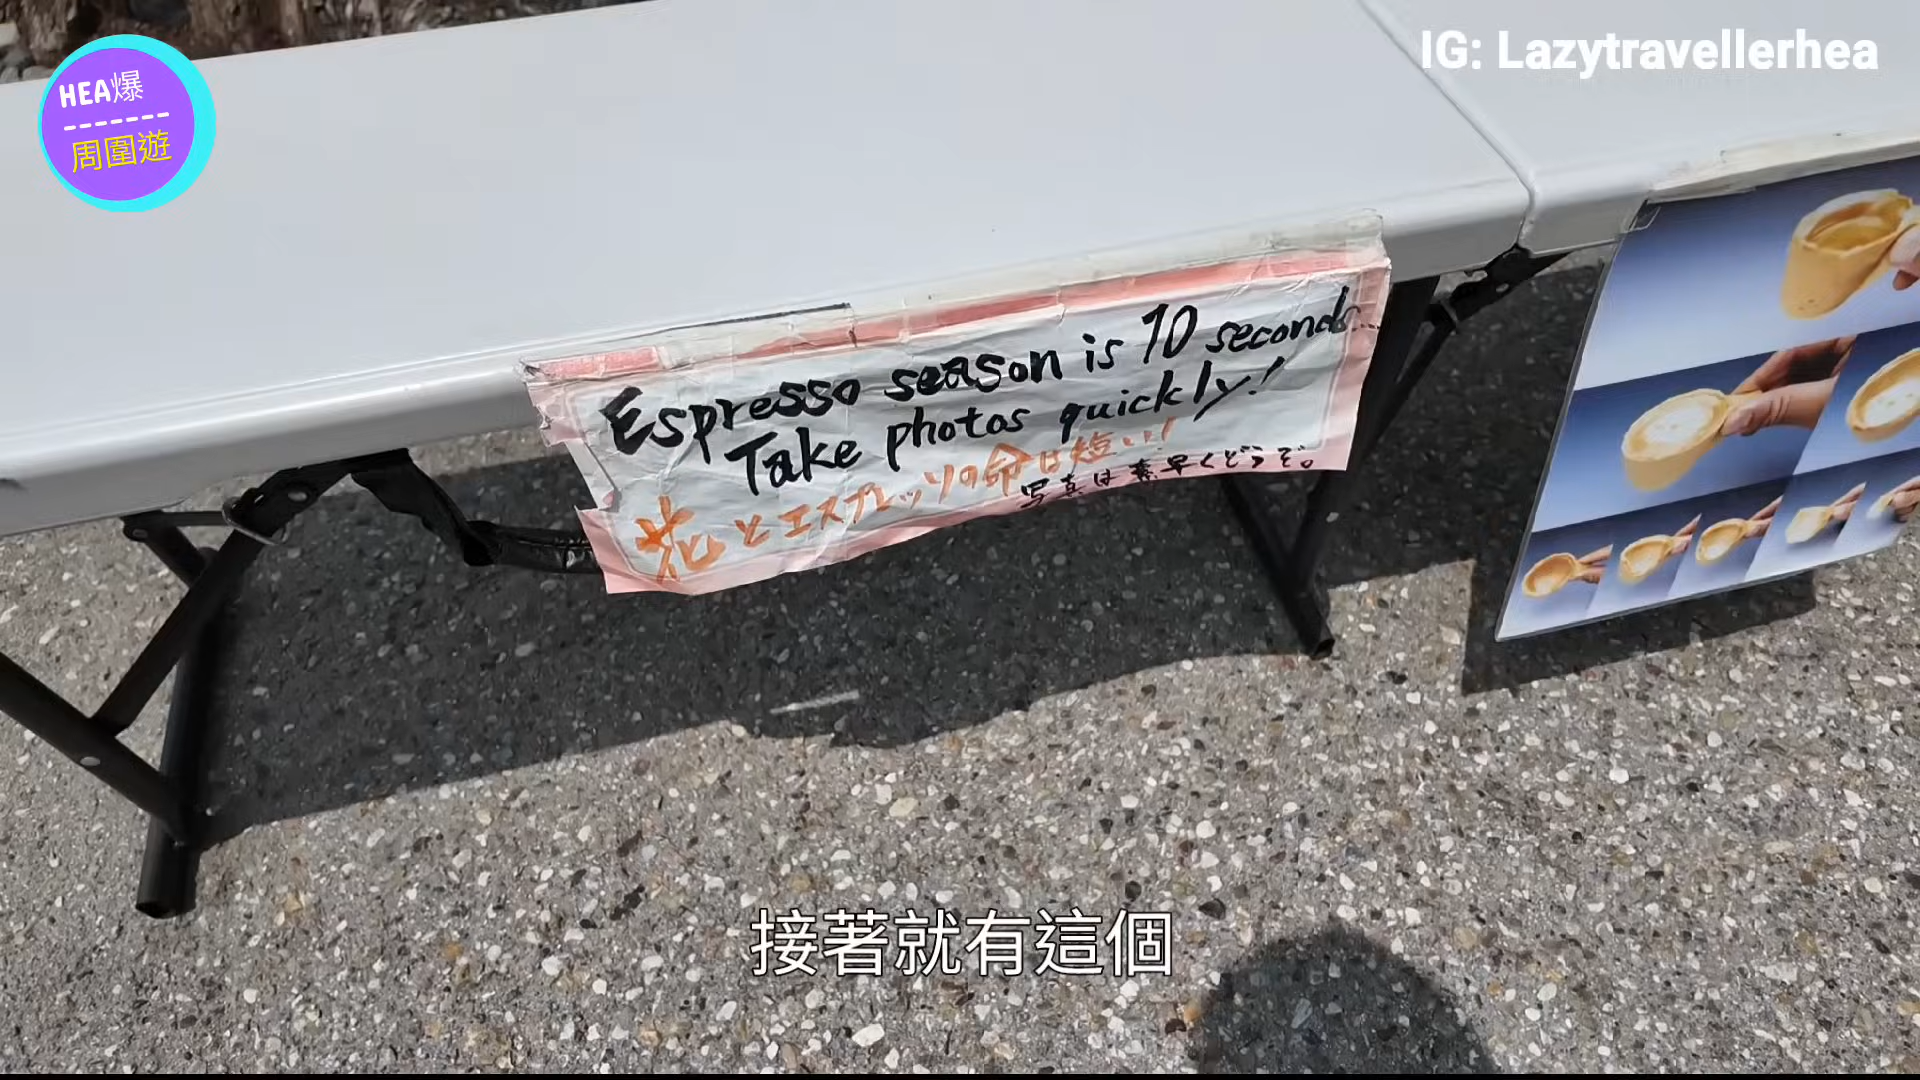 HEA爆
周圍遊
IG: Lazytravellerhea
Espresso season is 10 seconds...
Take photos quickly!
花とエスプレッソの命は短い!
写真は素早くどうぞ。
接著就有這個